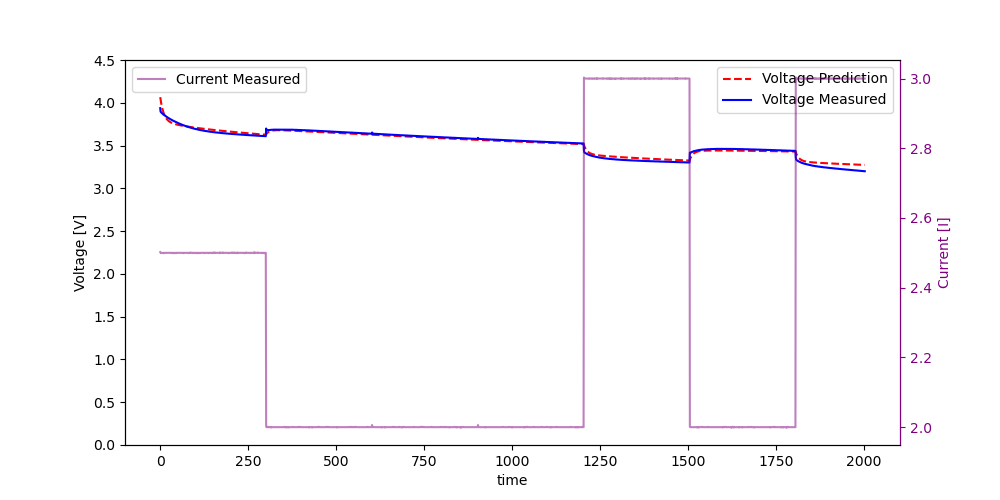 Current Measured
Voltage Prediction
Voltage Measured
4.5
4.0
3.5
3.0
2.5
2.0
1.5
1.0
0.5
0.0
Voltage [V]
3.0
2.8
2.6
2.4
2.2
2.0
Current [I]
0 250 500 750 1000 1250 1500 1750 2000
time